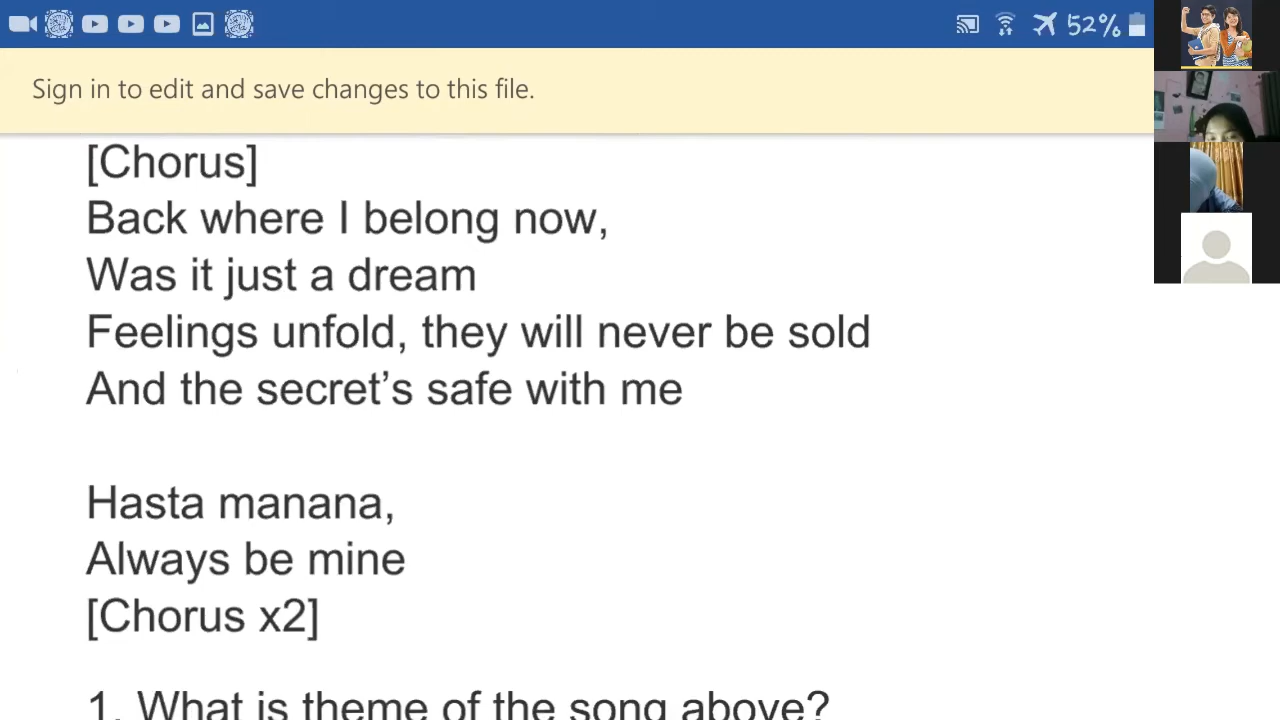 52%
Sign in to edit and save changes to this file.
[Chorus]
Back where I belong now,
Was it just a dream
Feelings unfold, they will never be sold
And the secret’s safe with me
Hasta manana,
Always be mine
[Chorus x2]
1. What is theme of the song above?